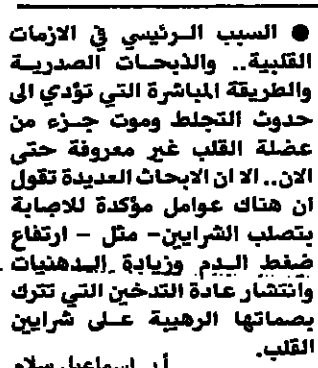 ● السبب الرئيسي في الازمات
القلبية.. والذبحات الصدرية
والطريقة المباشرة التي تؤدي الى
حدوث التجلط وموت جزء من
عضلة القلب غير معروفة حتى
الان.. الا ان الابحاث العديدة تقول
ان هناك عوامل مؤكدة للاصابة
بتصلب الشرايين– مثل – ارتفاع
ضغط الدم وزيادة الدهنيات
وانتشار عادة التدخين التي تترك
بصماتها الرهيبة على شرايين
القلب.
أ.د. اسماعيل سلام